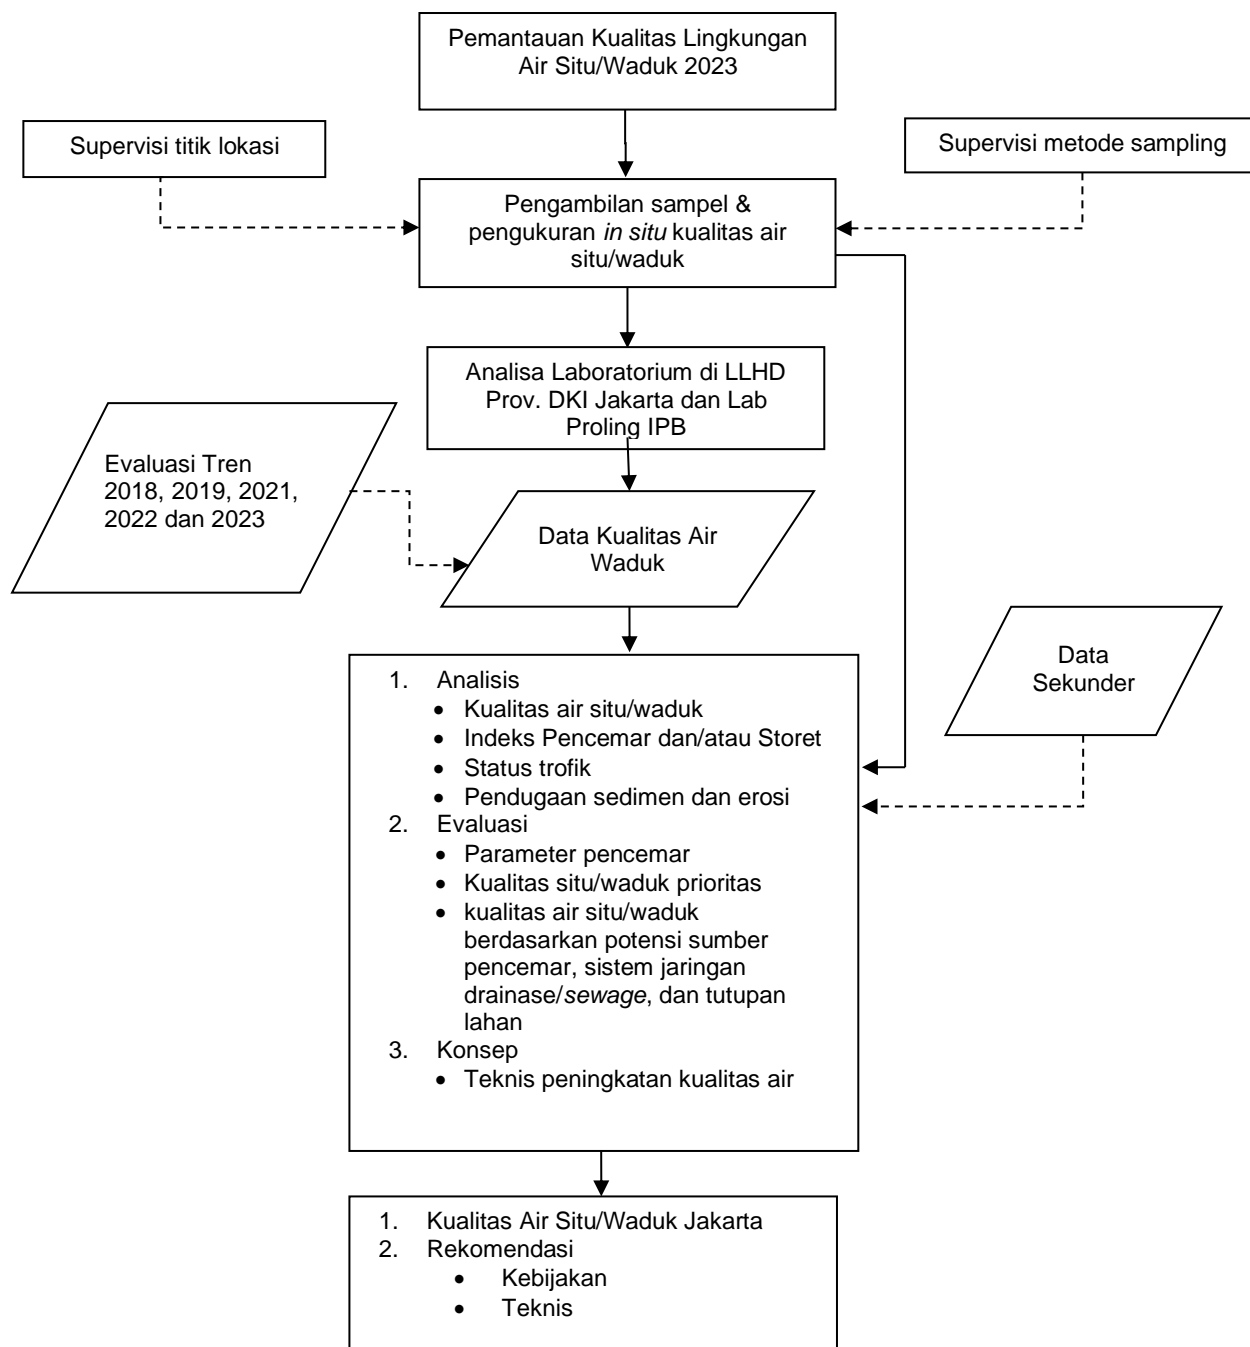 Pemantauan Kualitas Lingkungan
Air Situ/Waduk 2023
Supervisi titik lokasi
Supervisi metode sampling
Pengambilan sampel &
pengukuran in situ kualitas air
situ/waduk
Analisa Laboratorium di LLHD
Prov. DKI Jakarta dan Lab
Proling IPB
Evaluasi Tren
2018, 2019, 2021,
2022 dan 2023
Data Kualitas Air
Waduk
Data
Sekunder
1. Analisis
• Kualitas air situ/waduk
• Indeks Pencemar dan/atau Storet
• Status trofik
• Pendugaan sedimen dan erosi
2. Evaluasi
• Parameter pencemar
• Kualitas situ/waduk prioritas
• kualitas air situ/waduk
berdasarkan potensi sumber
pencemar, sistem jaringan
drainase/sewage, dan tutupan
lahan
3. Konsep
• Teknis peningkatan kualitas air
1. Kualitas Air Situ/Waduk Jakarta
2. Rekomendasi
• Kebijakan
• Teknis